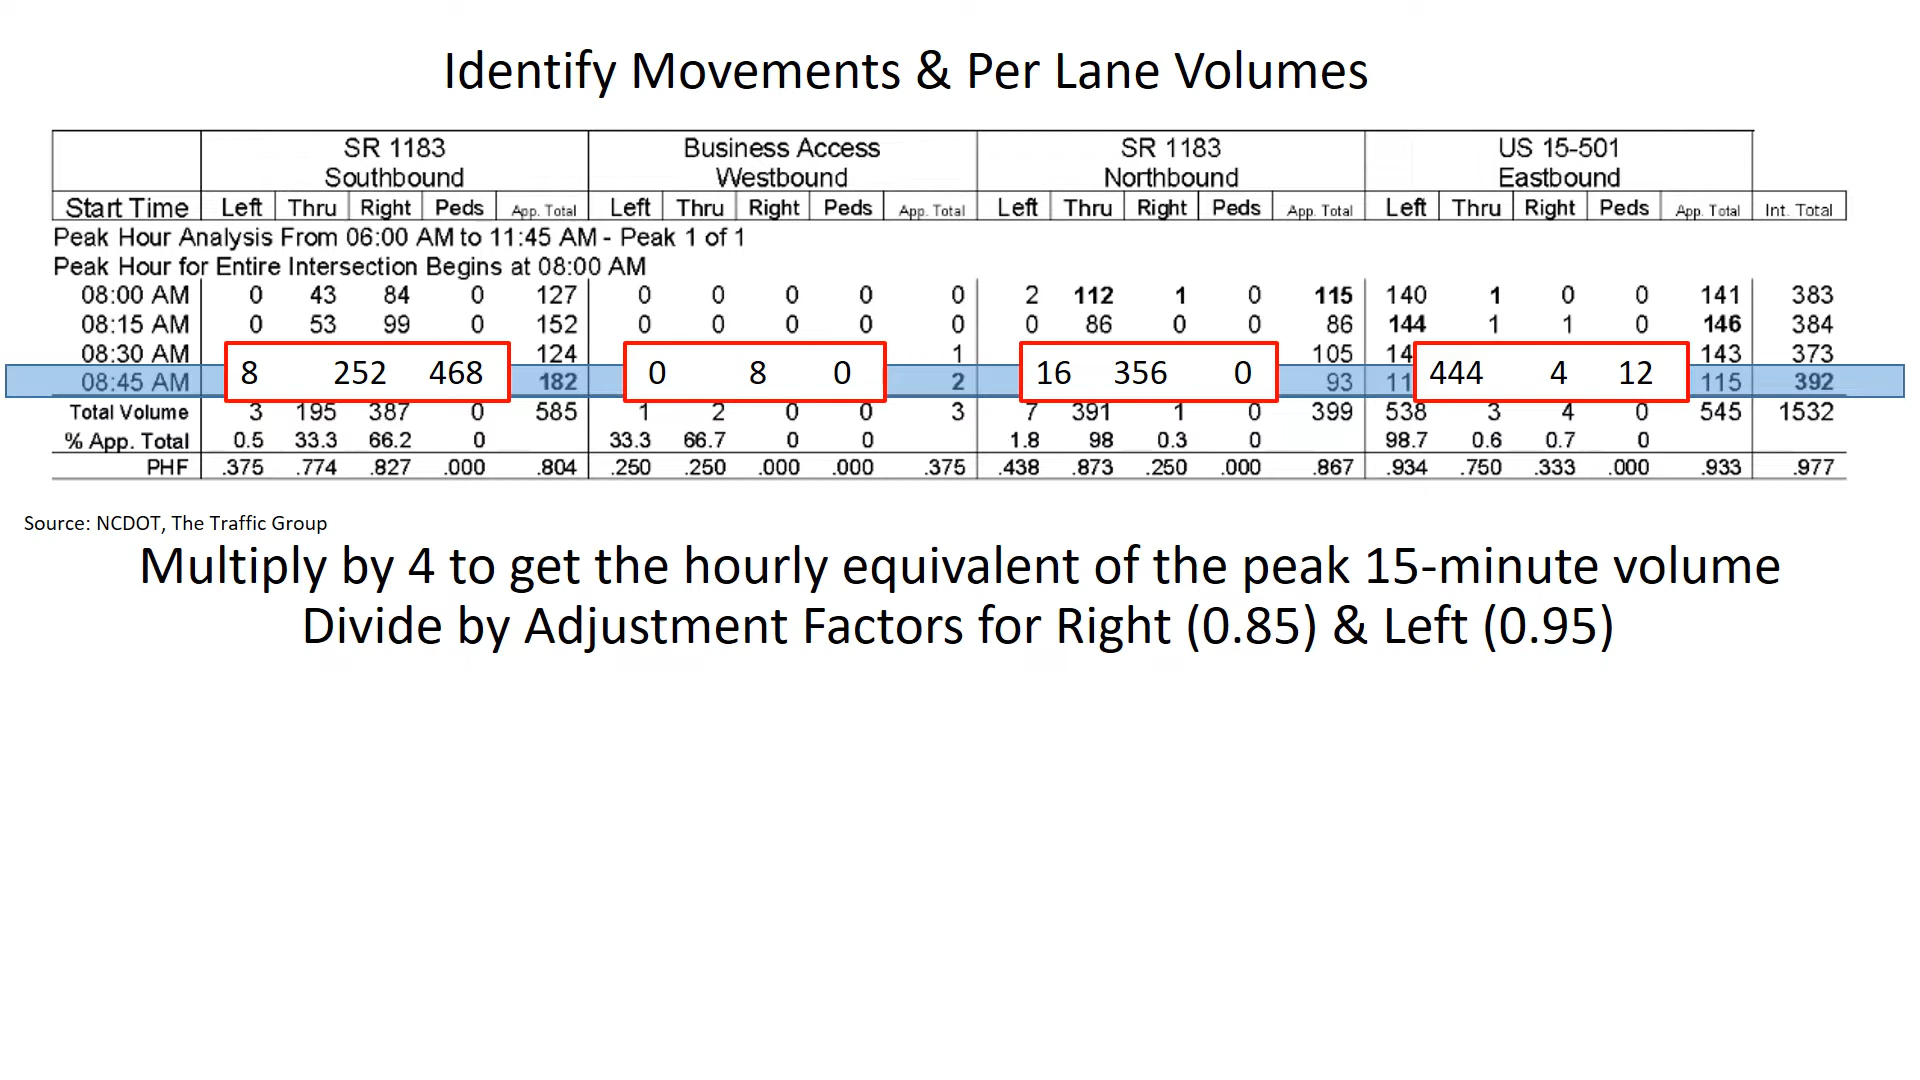 Identify Movements & Per Lane Volumes
SR 1183 Business Access SR 1183 US 15-501
Southbound Westbound Northbound Eastbound
Start Time Left Thru Right Peds App. Total Left Thru Right Peds App. Total Left Thru Right Peds App. Total Left Thru Right Peds App. Total Int. Total
Peak Hour Analysis From 06:00 AM to 11:45 AM - Peak 1 of 1
Peak Hour for Entire Intersection Begins at 08:00 AM
08:00 AM 0 43 84 0 127 0 0 0 0 0 2 112 1 0 115 140 1 0 0 141 383
08:15 AM 0 53 99 0 152 0 0 0 0 0 0 86 0 0 86 144 1 1 0 146 384
08:30 AM 124 1 105 143 373
8 252 468 0 8 0 16 356 0 444 4 12
08:45 AM 182 2 93 115 392
Total Volume 3 195 387 0 585 1 2 0 0 3 7 391 1 0 399 538 3 4 0 545 1532
% App. Total 0.5 33.3 66.2 0 33.3 66.7 0 0 1.8 98 0.3 0 98.7 0.6 0.7 0
PHF .375 .774 .827 .000 .804 .250 .250 .000 .000 .375 .438 .873 .250 .000 .867 .934 .750 .333 .000 .933 .977
Source: NCDOT, The Traffic Group
Multiply by 4 to get the hourly equivalent of the peak 15-minute volume
Divide by Adjustment Factors for Right (0.85) & Left (0.95)